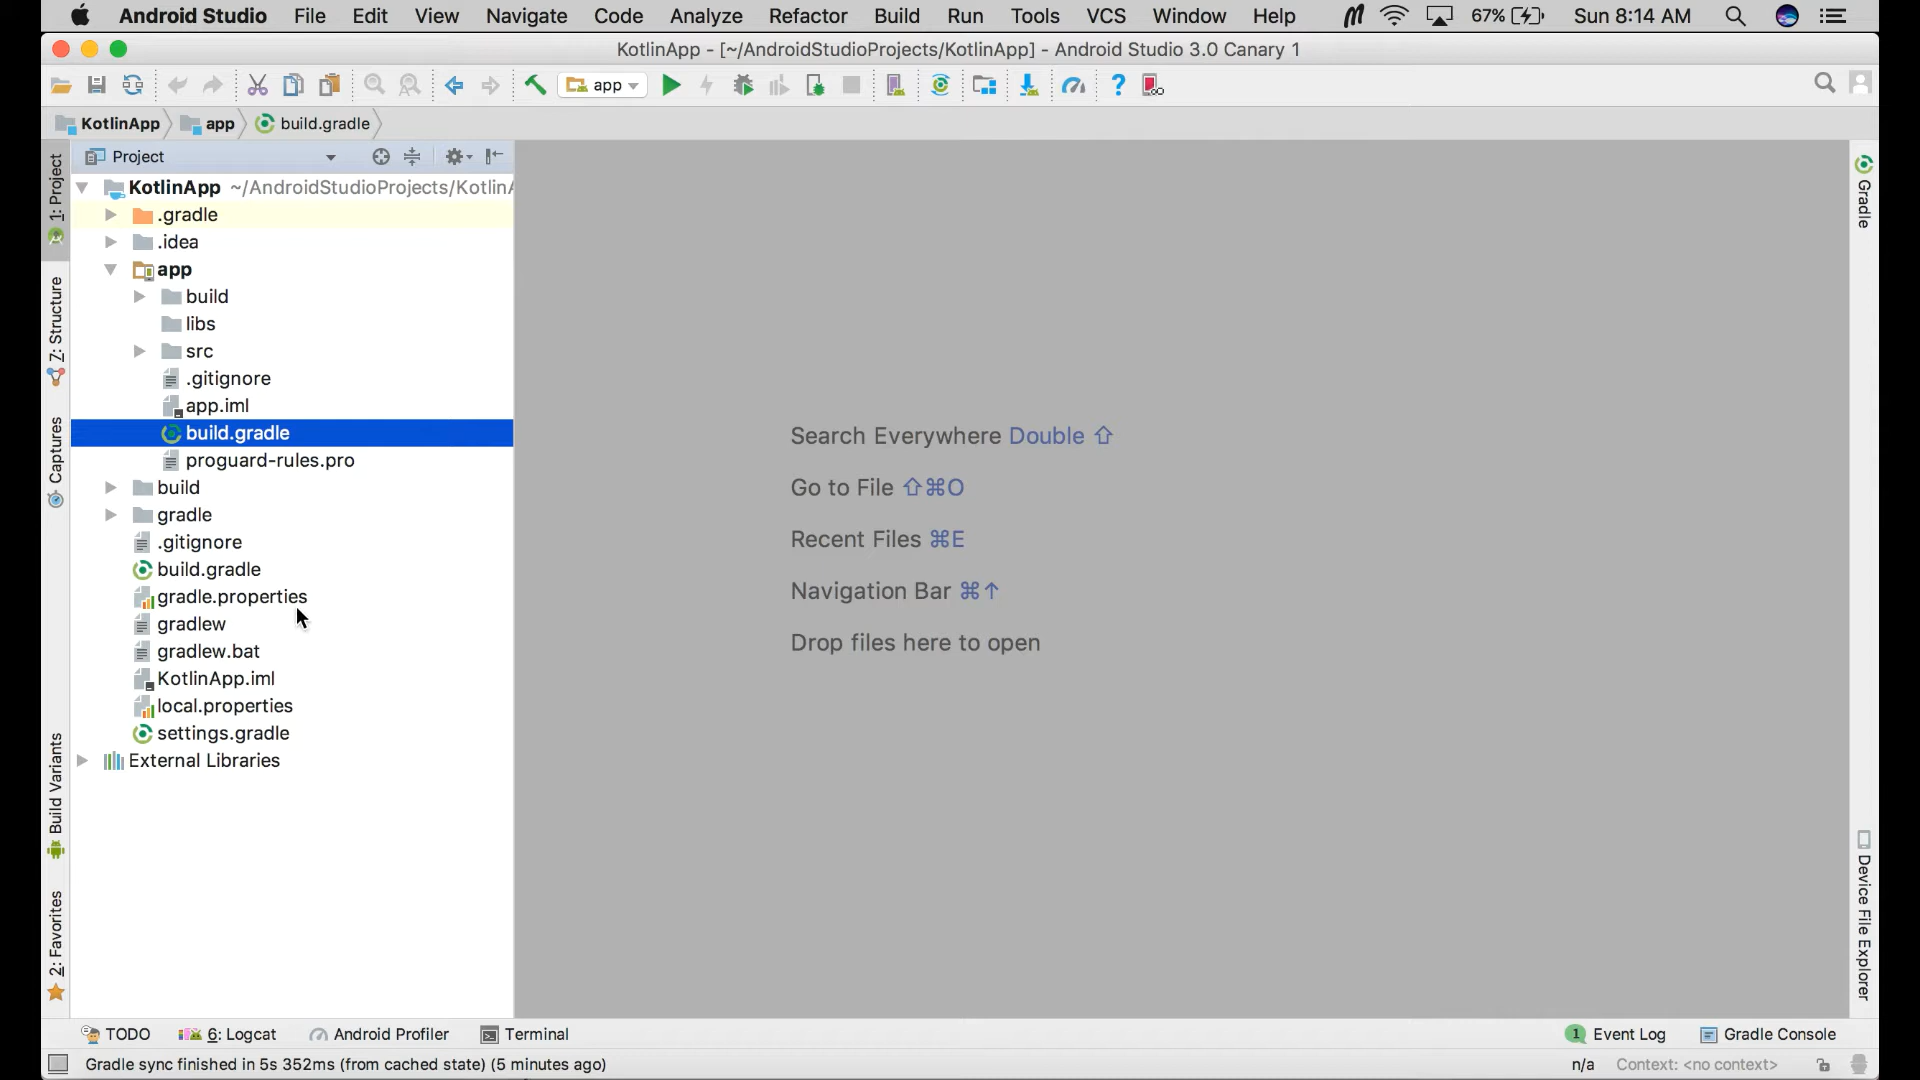 Android Studio File Edit View Navigate Code Analyze Refactor Build Run Tools VCS Window Help 67% Sun 8:14 AM
KotlinApp - [~/AndroidStudioProjects/KotlinApp] - Android Studio 3.0 Canary 1
app
KotlinApp app build.gradle
1: Project
Z: Structure
Captures
Build Variants
2: Favorites
Project
KotlinApp ~/AndroidStudioProjects/KotlinA
.gradle
.idea
app
build
libs
src
.gitignore
app.iml
build.gradle
proguard-rules.pro
build
gradle
.gitignore
build.gradle
gradle.properties
gradlew
gradlew.bat
KotlinApp.iml
local.properties
settings.gradle
External Libraries
Search Everywhere Double ⇧
Go to File ⇧⌘O
Recent Files ⌘E
Navigation Bar ⌘↑
Drop files here to open
Gradle
Device File Explorer
TODO 6: Logcat Android Profiler Terminal 1 Event Log Gradle Console
Gradle sync finished in 5s 352ms (from cached state) (5 minutes ago) n/a Context: <no context>